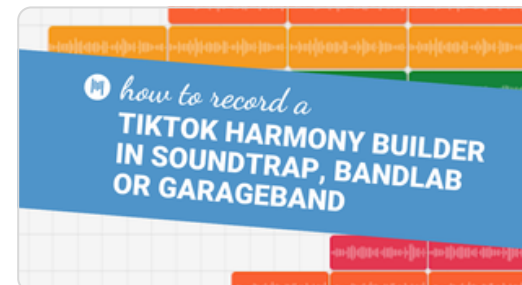 M how to record a
TIKTOK HARMONY BUILDER
IN SOUNDTRAP, BANDLAB
OR GARAGEBAND